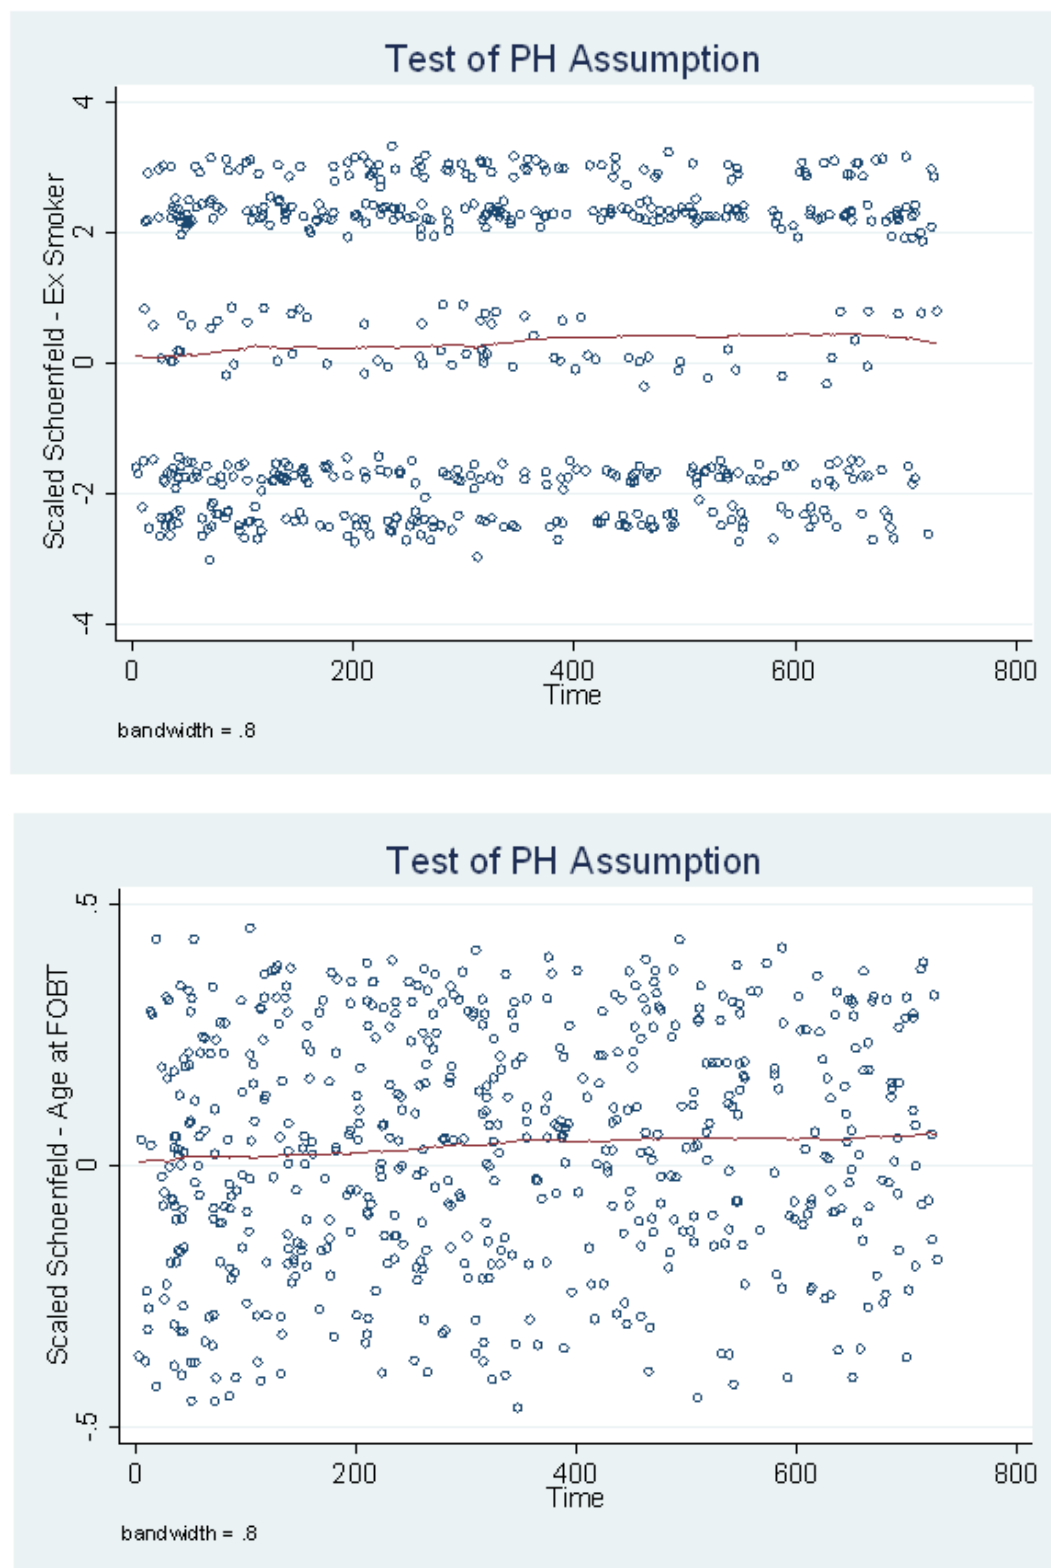 Test of PH Assumption
Scaled Schoenfeld - Ex Smoker
4
2
0
-2
-4
0 200 400 600 800
Time
bandwidth = .8
Test of PH Assumption
Scaled Schoenfeld - Age at FOBT
.5
0
-.5
0 200 400 600 800
Time
bandwidth = .8